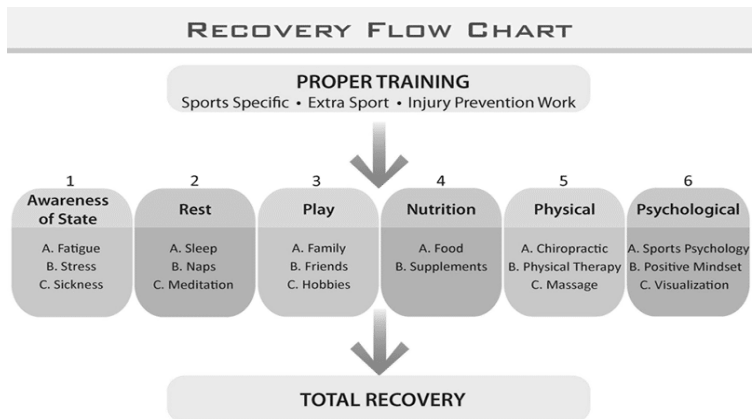 RECOVERY FLOW CHART
PROPER TRAINING
Sports Specific • Extra Sport • Injury Prevention Work
1
Awareness
of State
A. Fatigue
B. Stress
C. Sickness
2
Rest
A. Sleep
B. Naps
C. Meditation
3
Play
A. Family
B. Friends
C. Hobbies
4
Nutrition
A. Food
B. Supplements
5
Physical
A. Chiropractic
B. Physical Therapy
C. Massage
6
Psychological
A. Sports Psychology
B. Positive Mindset
C. Visualization
TOTAL RECOVERY